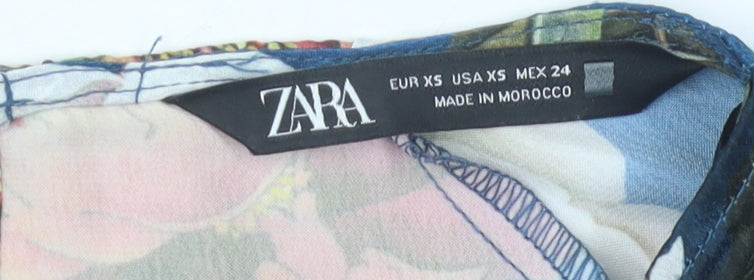 ZARA
EUR XS USA XS MEX 24
MADE IN MOROCCO